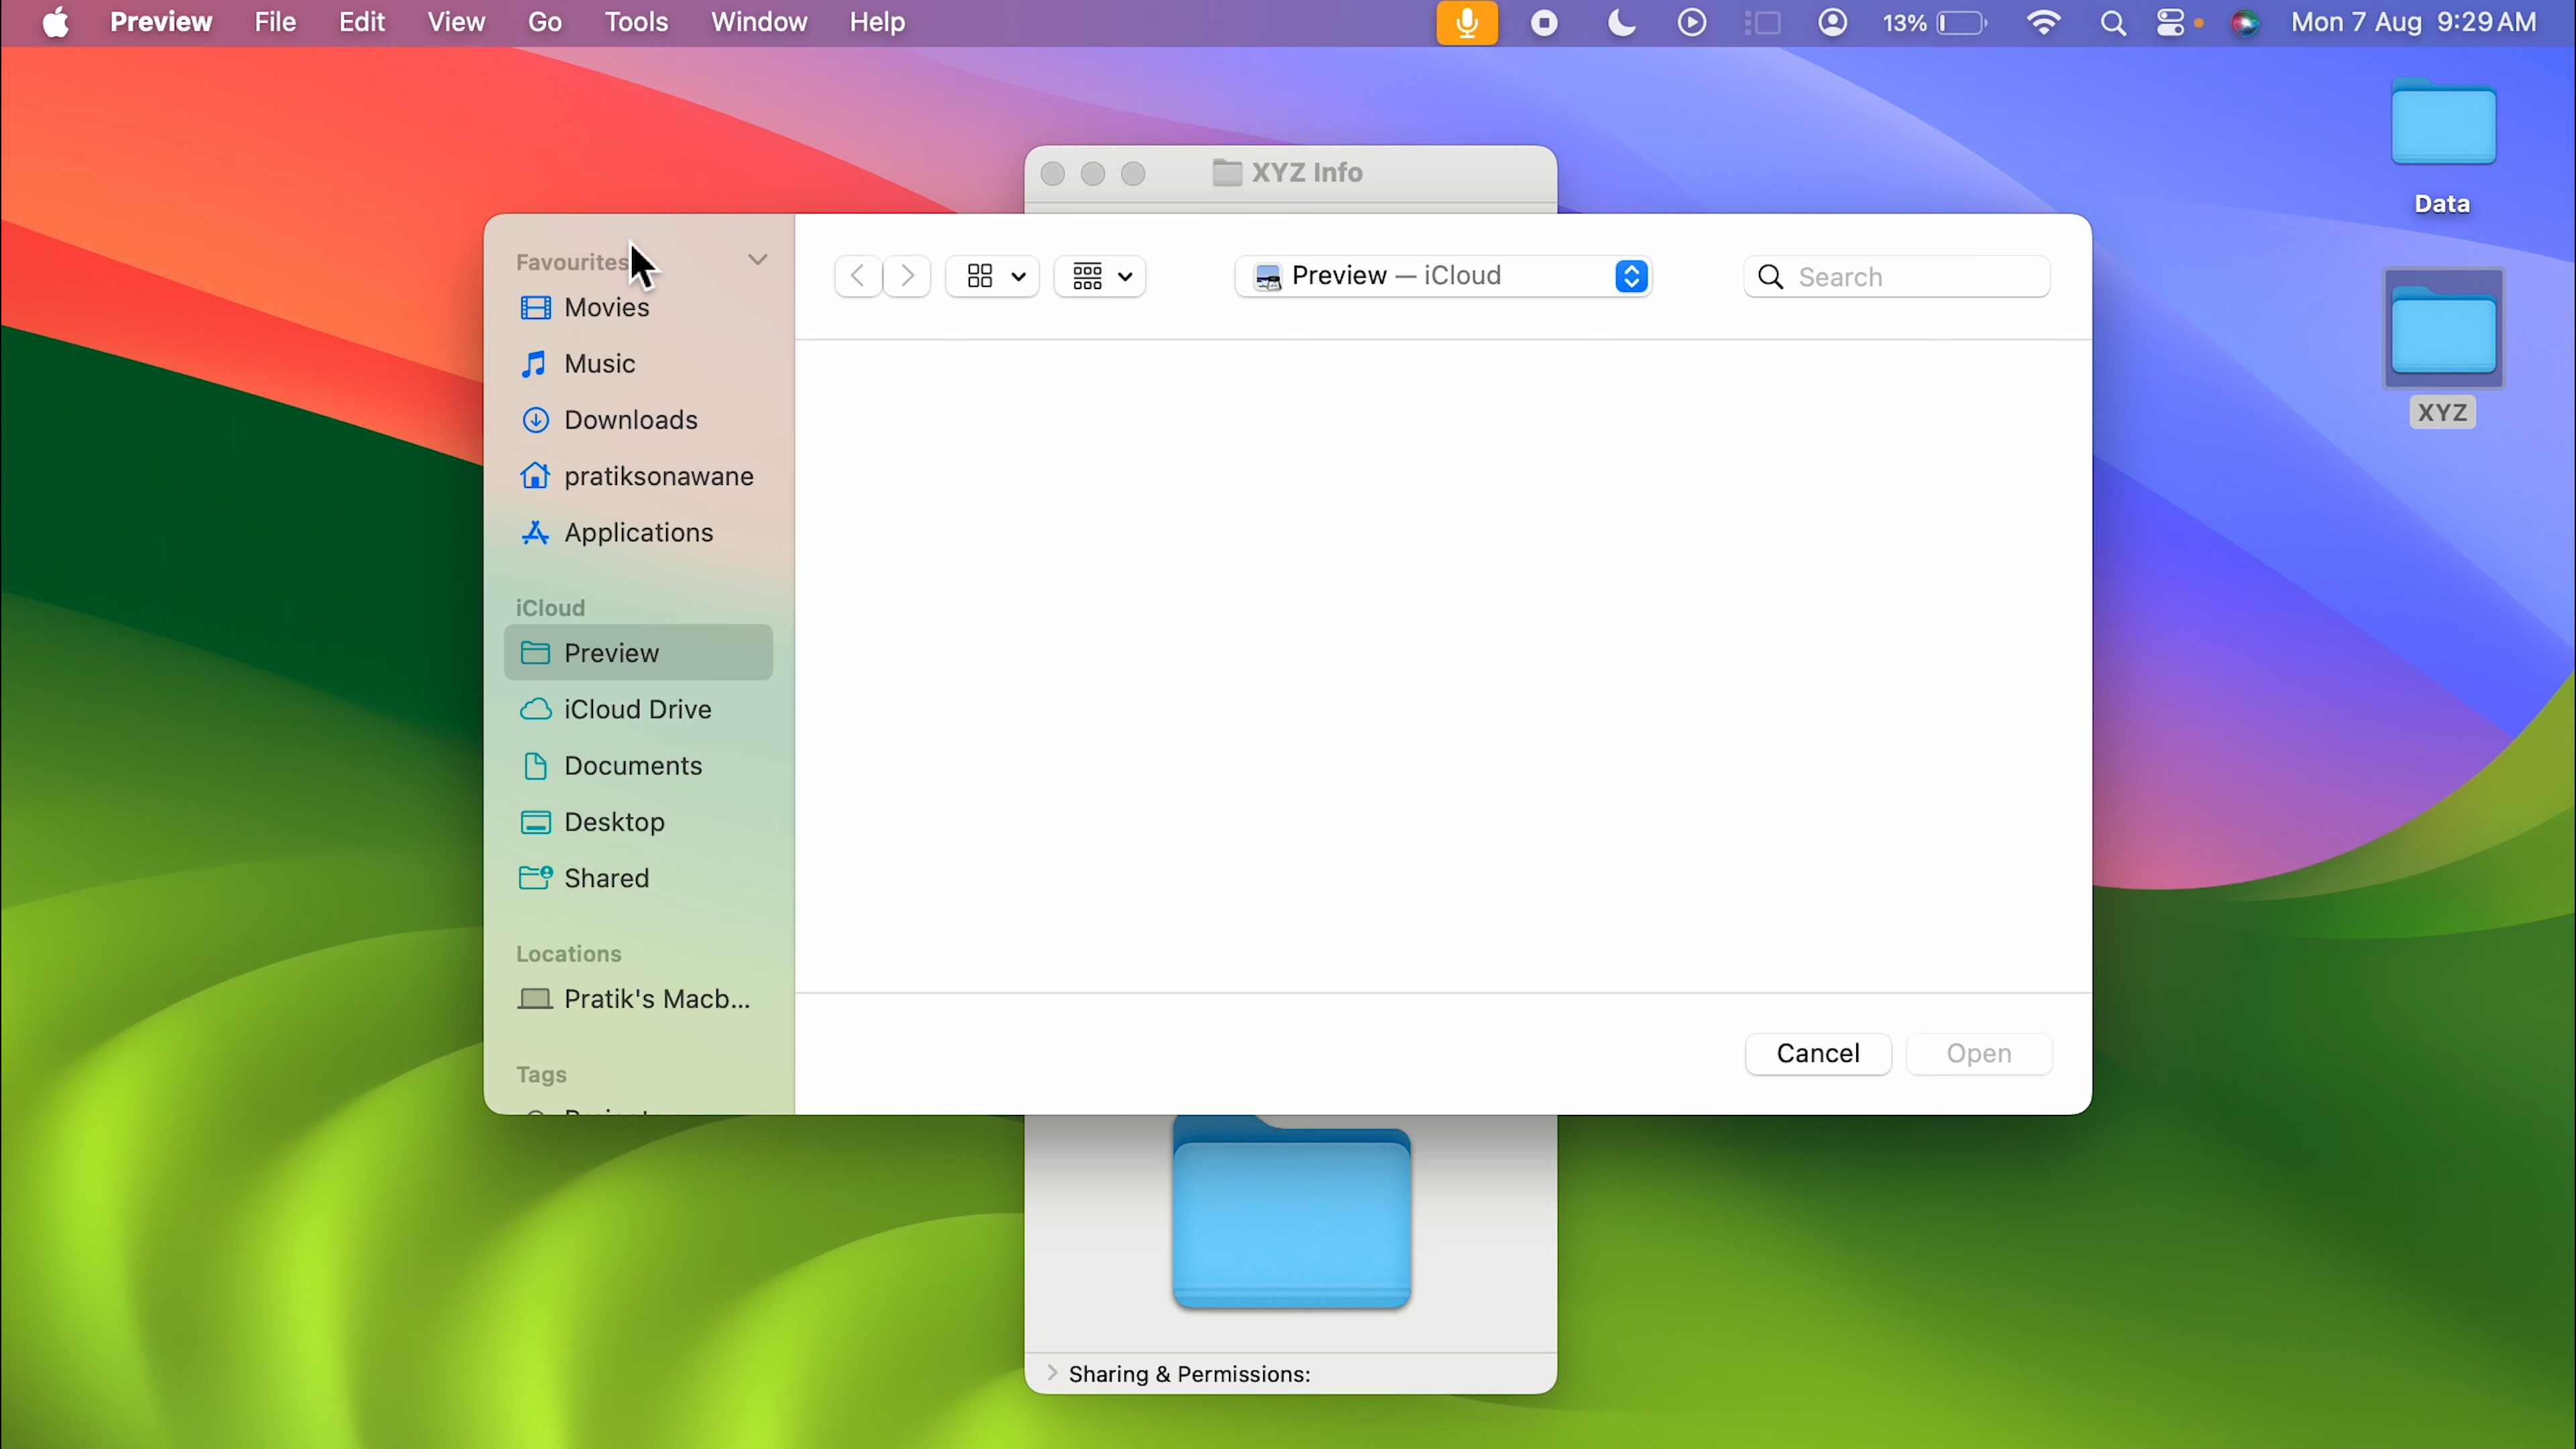 Preview File Edit View Go Tools Window Help 13% Mon 7 Aug 9:29 AM
Data
XYZ
XYZ Info
Favourites
Movies
Music
Downloads
pratiksonawane
Applications
iCloud
Preview
iCloud Drive
Documents
Desktop
Shared
Locations
Pratik's Macb...
Tags
Preview — iCloud
Search
Cancel Open
Sharing & Permissions: